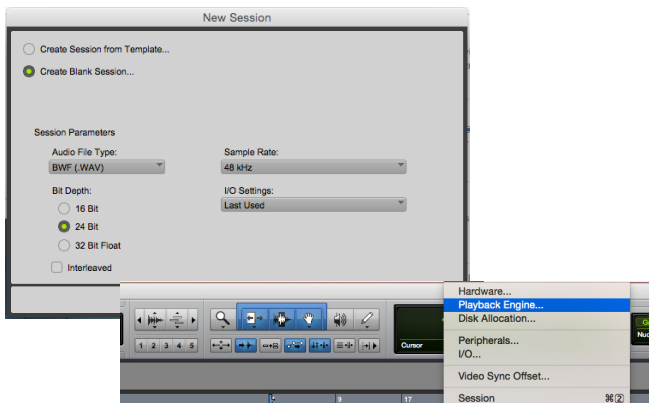 New Session
Create Session from Template...
Create Blank Session...
Session Parameters
Audio File Type:
Sample Rate:
BWF (.WAV)
48 kHz
Bit Depth:
I/O Settings:
16 Bit
Last Used
24 Bit
32 Bit Float
Interleaved
Hardware...
Playback Engine...
Disk Allocation...
Peripherals...
I/O...
Video Sync Offset...
Session ⌘2
1 2 3 4 5
Cursor
9 17